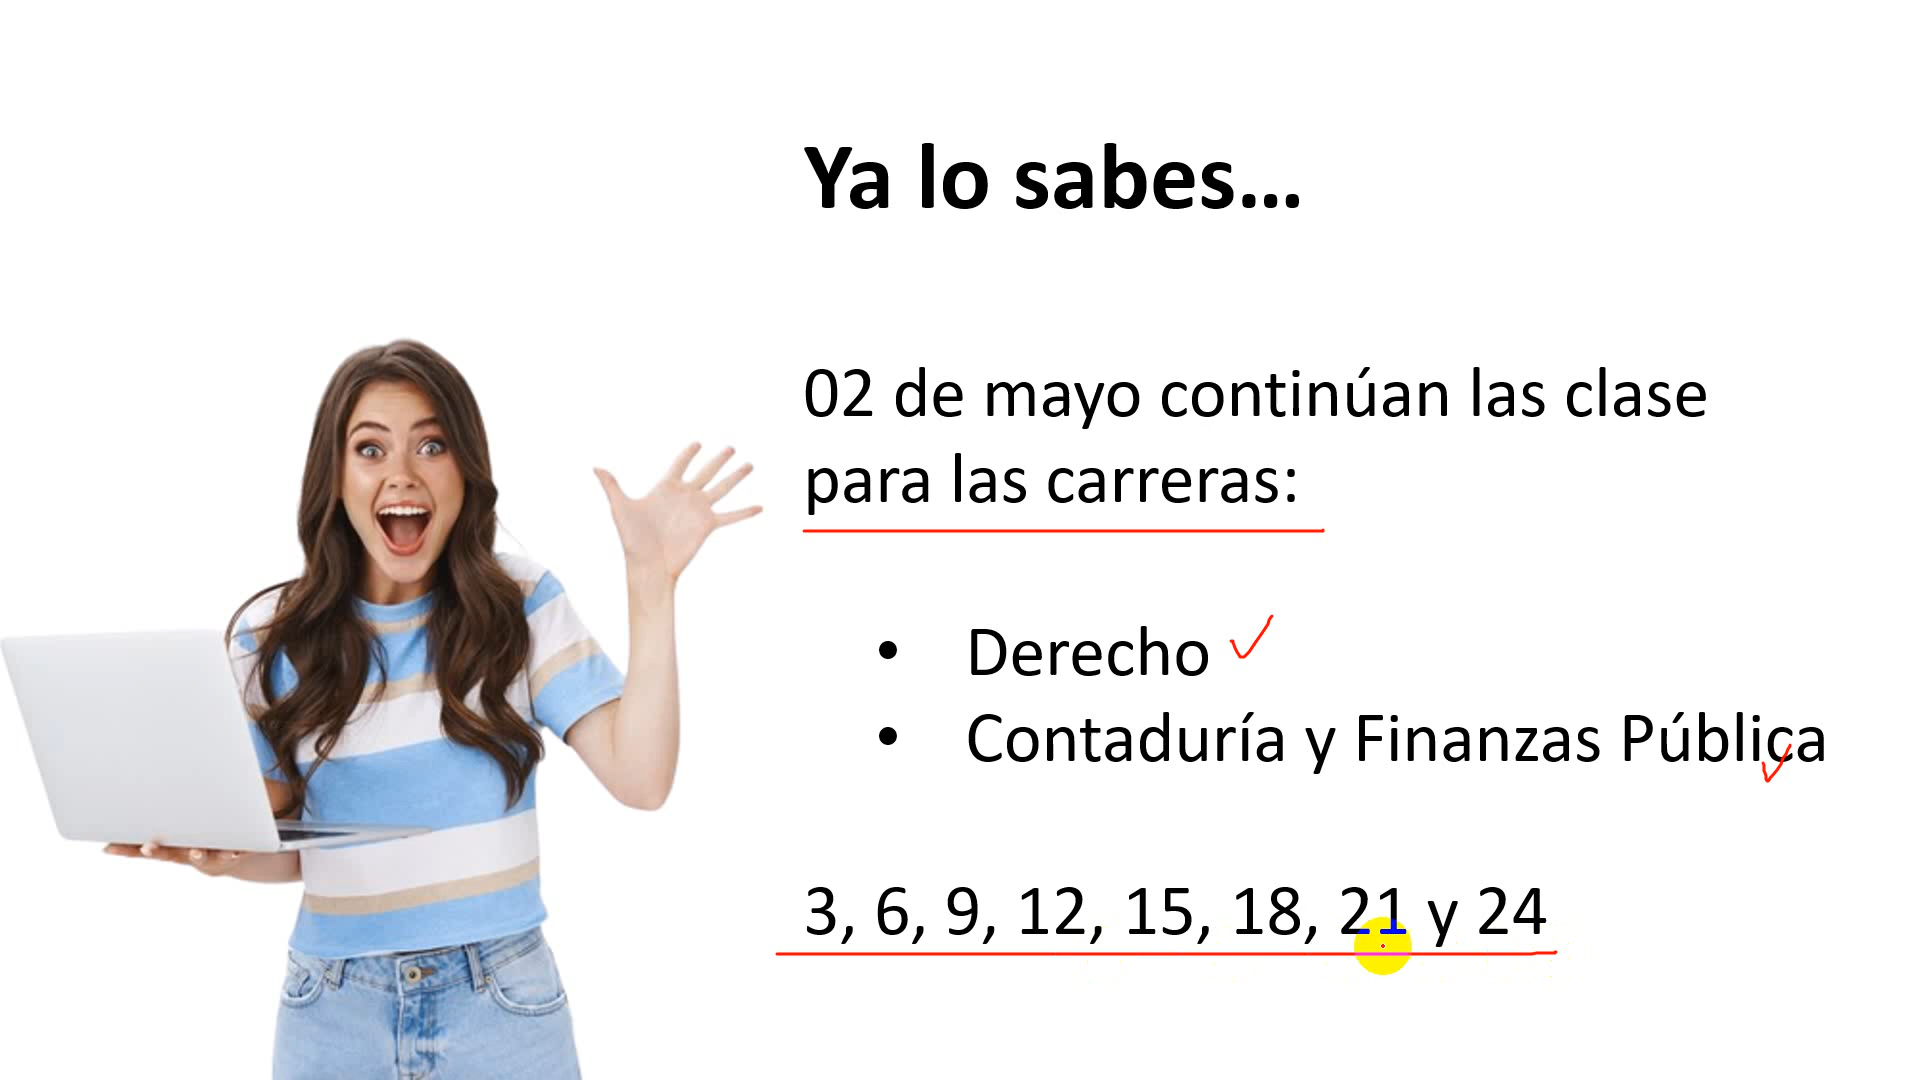 Ya lo sabes...
02 de mayo continúan las clase
para las carreras:
• Derecho
• Contaduría y Finanzas Pública
3, 6, 9, 12, 15, 18, 21 y 24